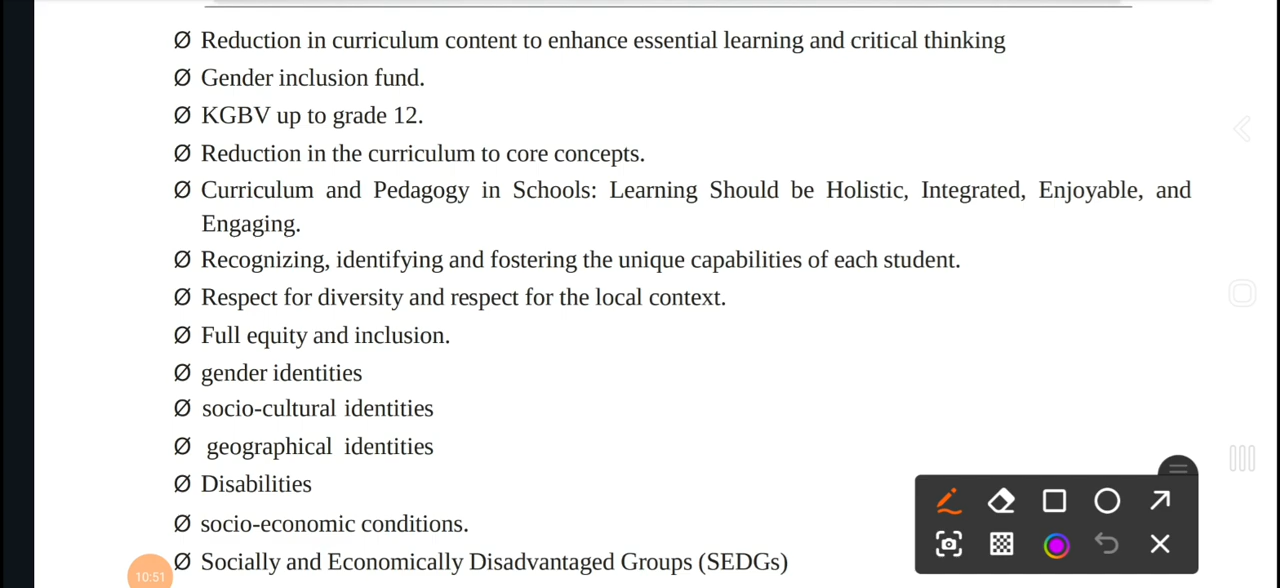 Ø Reduction in curriculum content to enhance essential learning and critical thinking
Ø Gender inclusion fund.
Ø KGBV up to grade 12.
Ø Reduction in the curriculum to core concepts.
Ø Curriculum and Pedagogy in Schools: Learning Should be Holistic, Integrated, Enjoyable, and
Engaging.
Ø Recognizing, identifying and fostering the unique capabilities of each student.
Ø Respect for diversity and respect for the local context.
Ø Full equity and inclusion.
Ø gender identities
Ø socio-cultural identities
Ø geographical identities
Ø Disabilities
Ø socio-economic conditions.
Ø Socially and Economically Disadvantaged Groups (SEDGs)
10:51